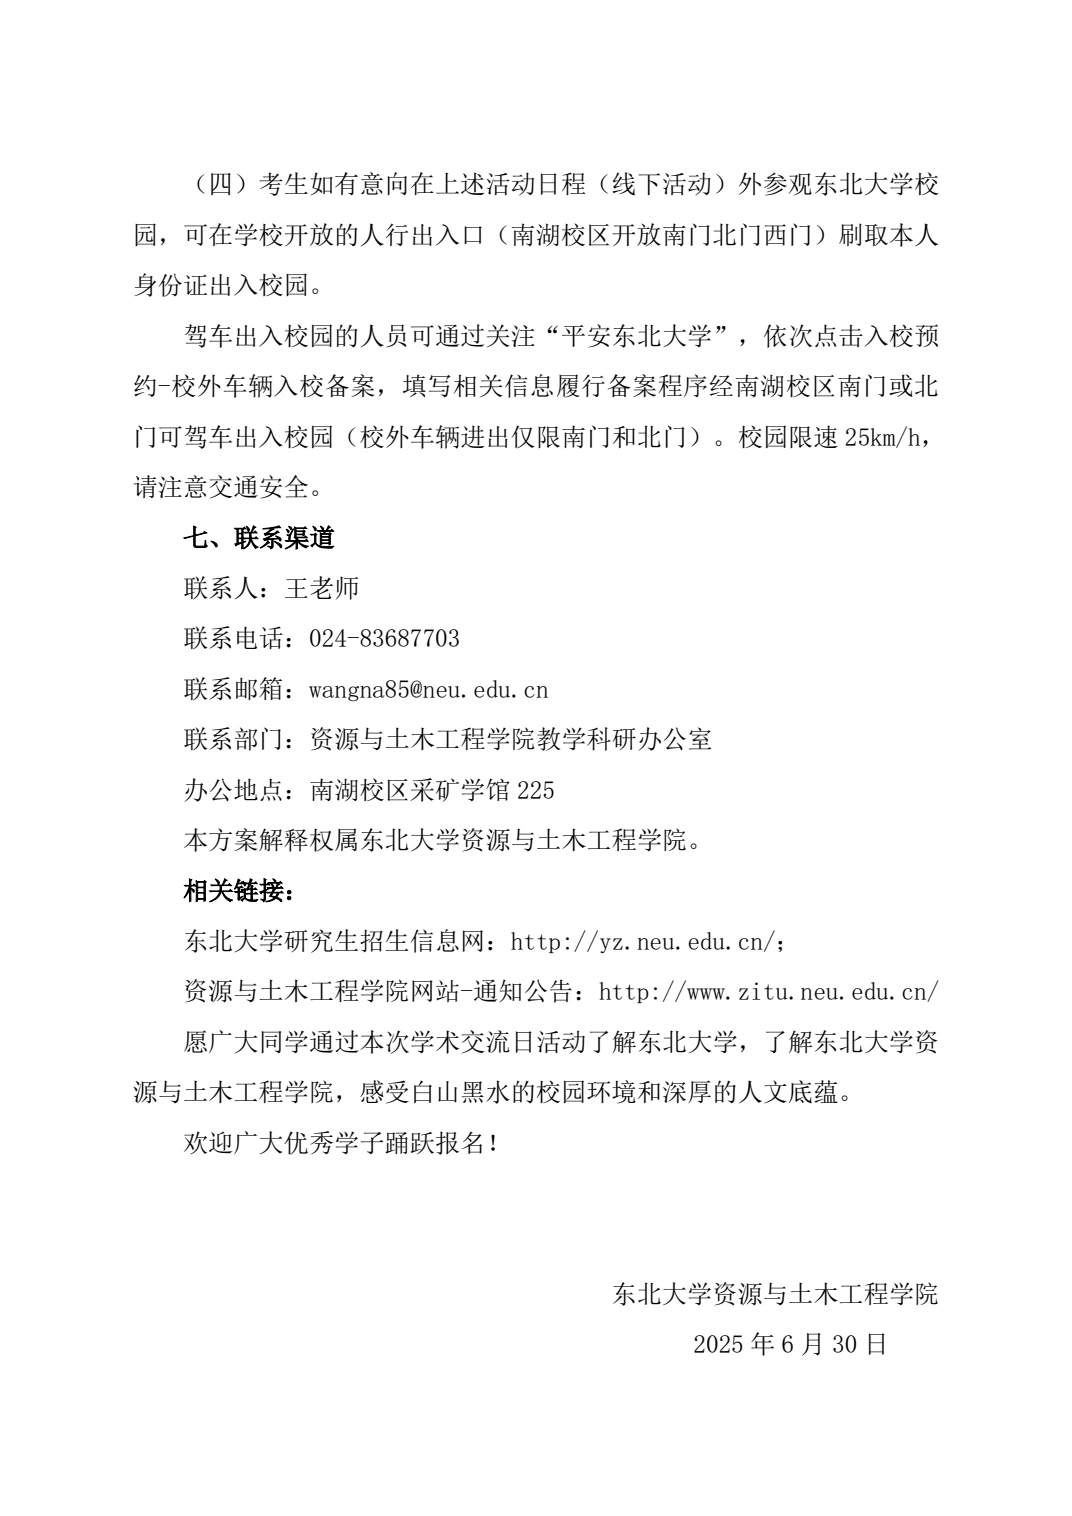 （四）考生如有意向在上述活动日程（线下活动）外参观东北大学校
园，可在学校开放的人行出入口（南湖校区开放南门北门西门）刷取本人
身份证出入校园。
驾车出入校园的人员可通过关注“平安东北大学”，依次点击入校预
约-校外车辆入校备案，填写相关信息履行备案程序经南湖校区南门或北
门可驾车出入校园（校外车辆进出仅限南门和北门）。校园限速 25km/h，
请注意交通安全。
七、联系渠道
联系人：王老师
联系电话：024-83687703
联系邮箱：wangna85@neu.edu.cn
联系部门：资源与土木工程学院教学科研办公室
办公地点：南湖校区采矿学馆 225
本方案解释权属东北大学资源与土木工程学院。
相关链接：
东北大学研究生招生信息网：http://yz.neu.edu.cn/;
资源与土木工程学院网站-通知公告：http://www.zitu.neu.edu.cn/
愿广大同学通过本次学术交流日活动了解东北大学，了解东北大学资
源与土木工程学院，感受白山黑水的校园环境和深厚的人文底蕴。
欢迎广大优秀学子踊跃报名！
东北大学资源与土木工程学院
2025 年 6 月 30 日